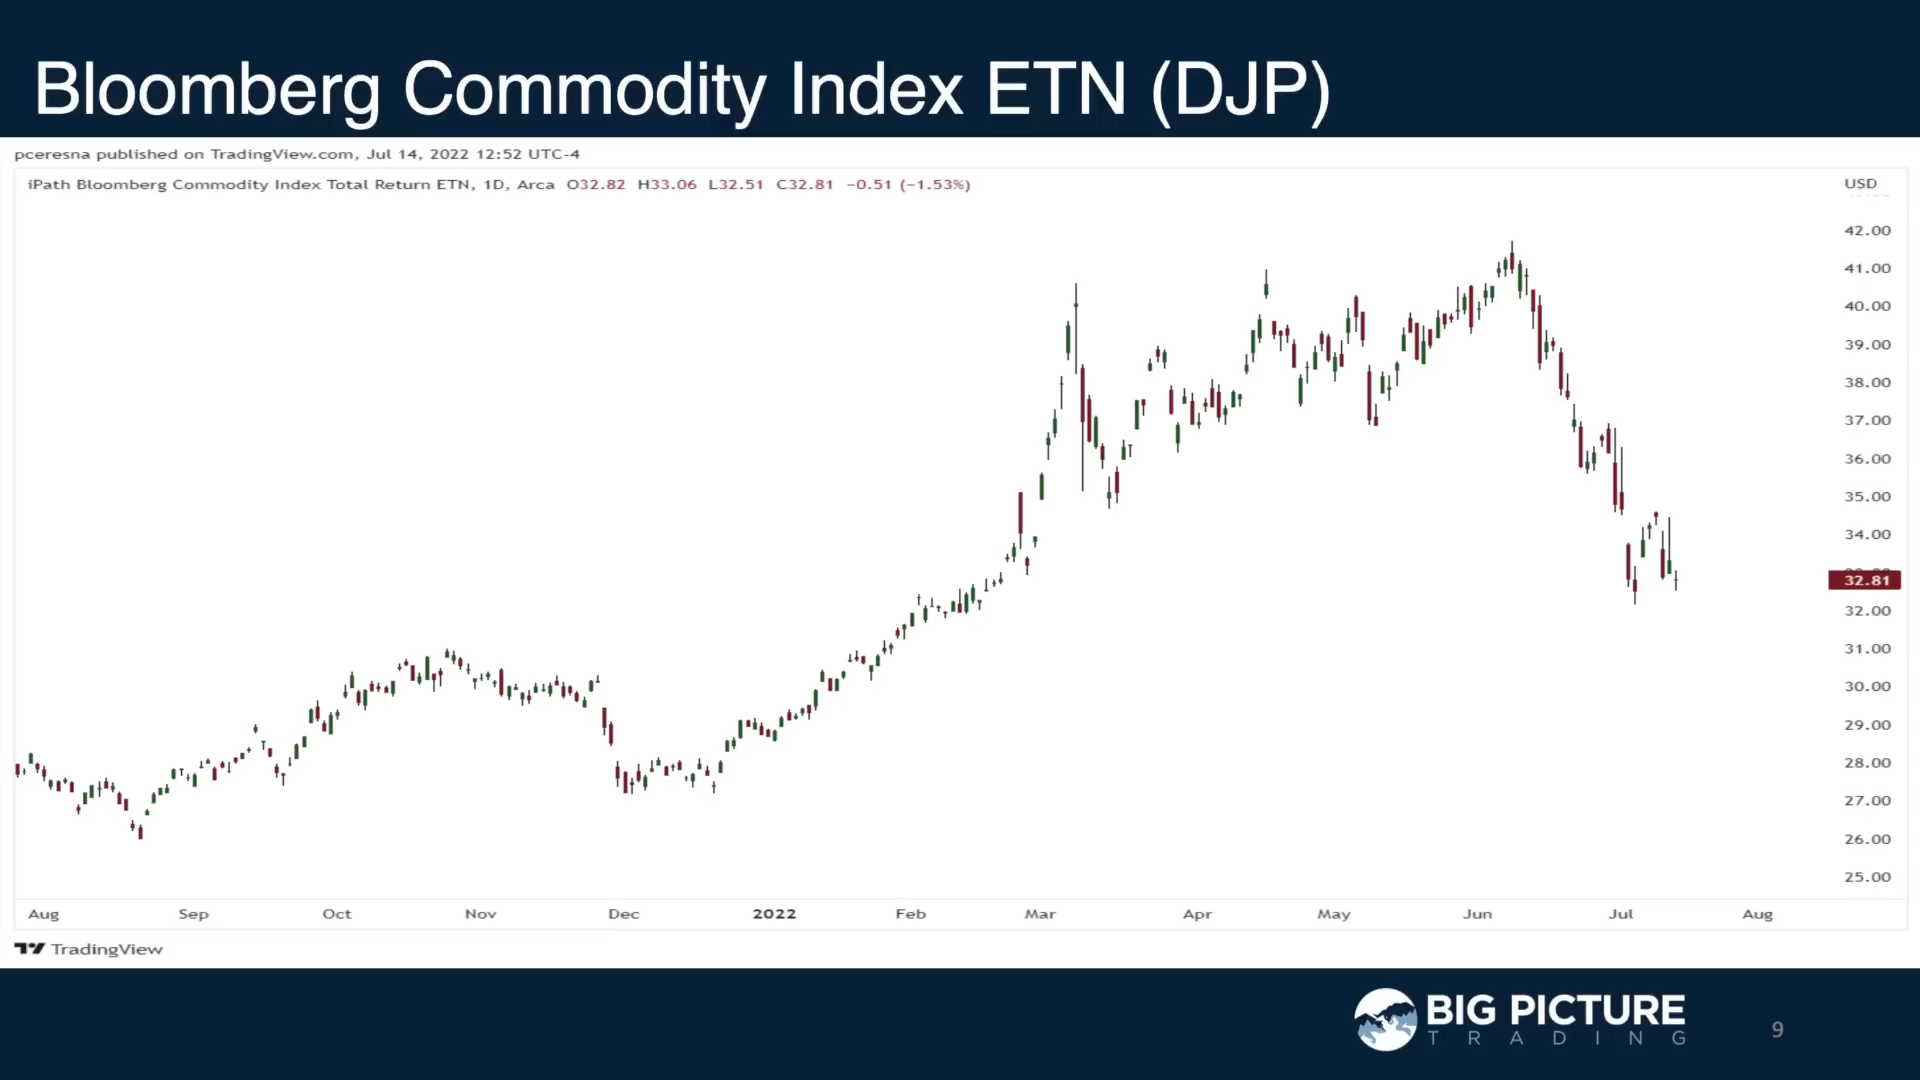 Bloomberg Commodity Index ETN (DJP)
pceresna published on TradingView.com, Jul 14, 2022 12:52 UTC-4
iPath Bloomberg Commodity Index Total Return ETN, 1D, Arca O32.82 H33.06 L32.51 C32.81 −0.51 (−1.53%)
USD
42.00
41.00
40.00
39.00
38.00
37.00
36.00
35.00
34.00
32.81
32.00
31.00
30.00
29.00
28.00
27.00
26.00
25.00
Aug Sep Oct Nov Dec 2022 Feb Mar Apr May Jun Jul Aug
TradingView
BIG PICTURE
TRADING
9